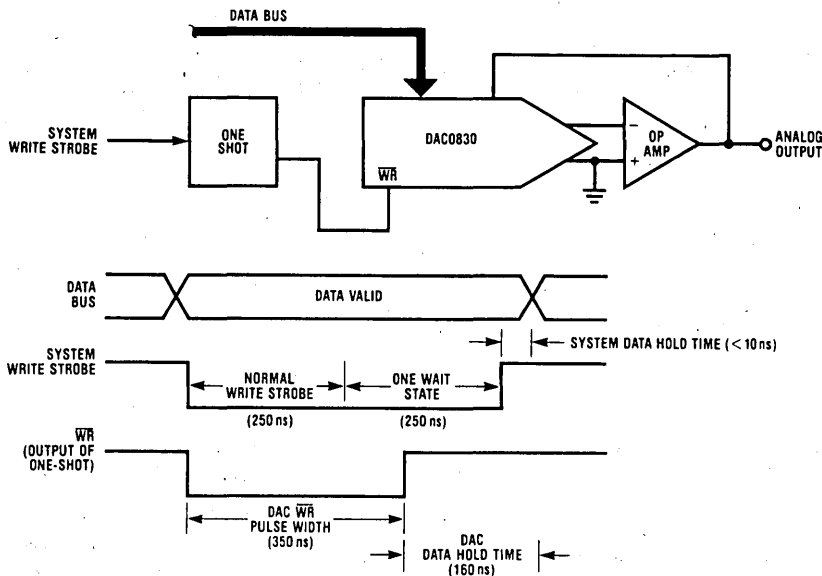 DATA BUS
SYSTEM
WRITE STROBE
ONE
SHOT
DAC0830
WR
−
+
OP
AMP
ANALOG
OUTPUT
DATA
BUS
DATA VALID
SYSTEM DATA HOLD TIME (<10ns)
SYSTEM
WRITE STROBE
NORMAL
WRITE STROBE
(250 ns)
ONE WAIT
STATE
(250 ns)
WR
(OUTPUT OF
ONE-SHOT)
DAC WR
PULSE WIDTH
(350 ns)
DAC
DATA HOLD TIME
(160 ns)